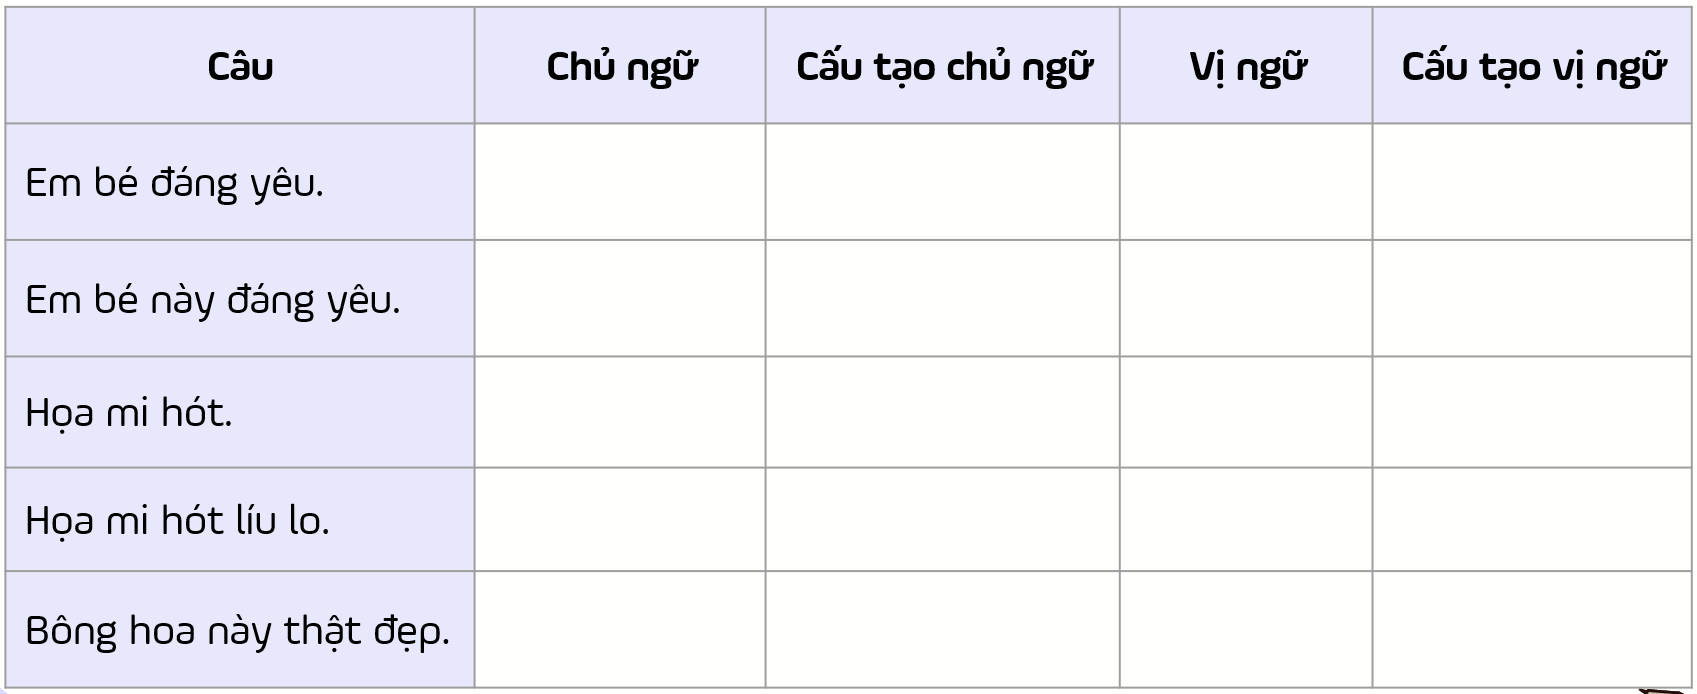 Câu Chủ ngữ Cấu tạo chủ ngữ Vị ngữ Cấu tạo vị ngữ
Em bé đáng yêu.
Em bé này đáng yêu.
Họa mi hót.
Họa mi hót líu lo.
Bông hoa này thật đẹp.